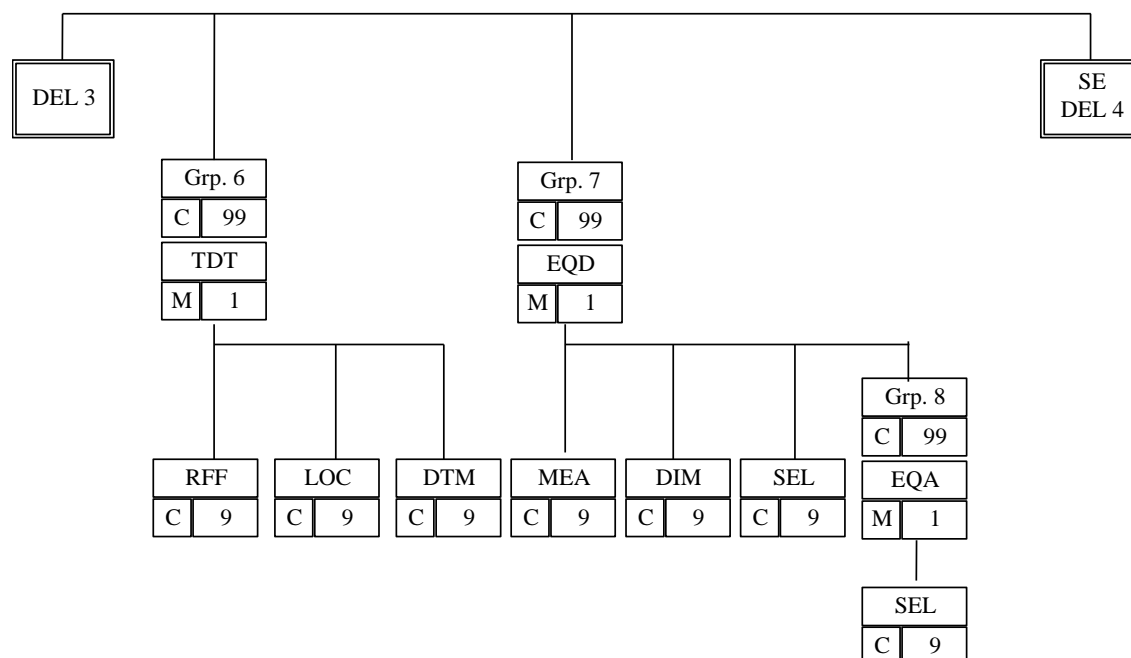 DEL 3
SE
DEL 4
Grp. 6
C 99
TDT
M 1
Grp. 7
C 99
EQD
M 1
Grp. 8
C 99
EQA
M 1
RFF
C 9
LOC
C 9
DTM
C 9
MEA
C 9
DIM
C 9
SEL
C 9
SEL
C 9